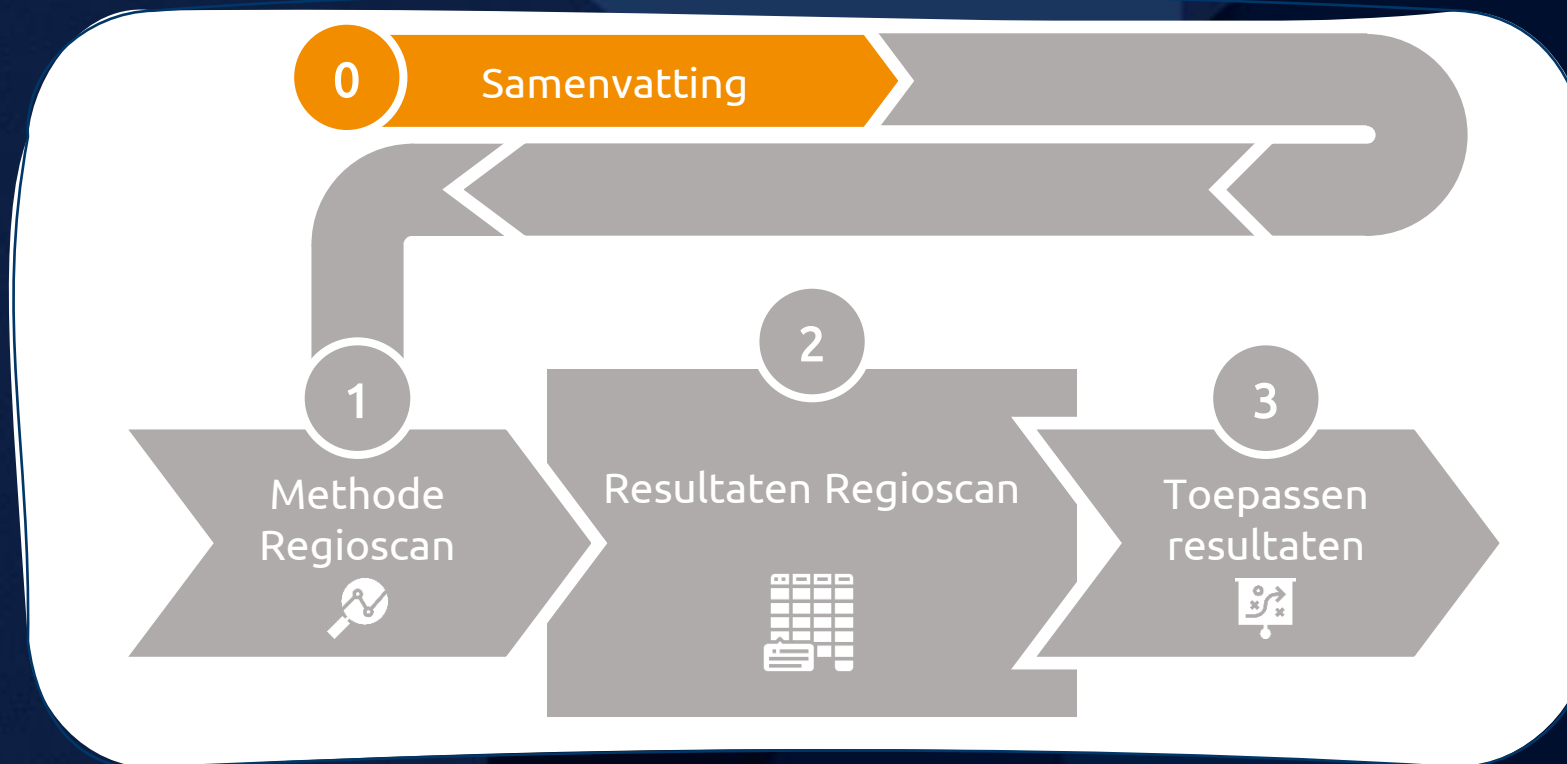 0
Samenvatting
1
Methode
Regioscan
2
Resultaten Regioscan
3
Toepassen
resultaten